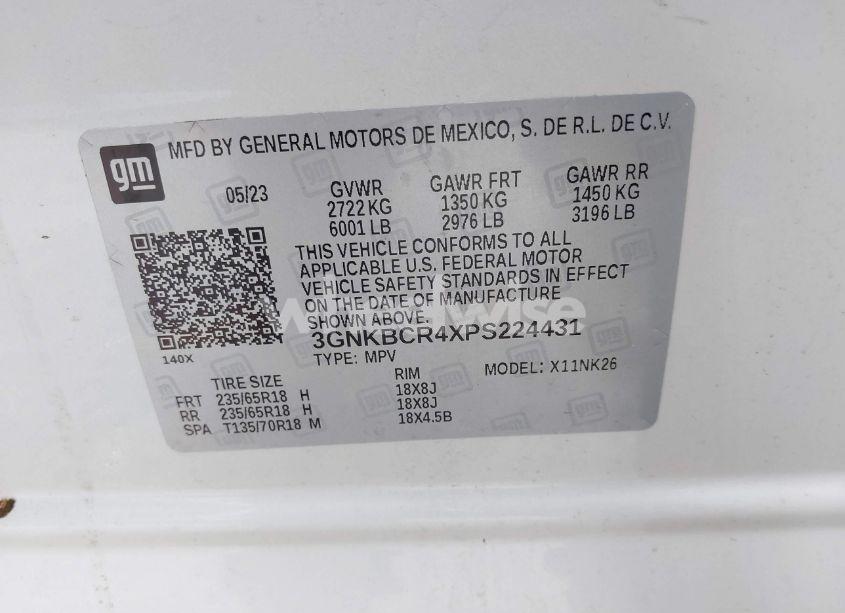 MFD BY GENERAL MOTORS DE MEXICO, S. DE R.L. DE C.V.
gm
05/23 GVWR GAWR FRT GAWR RR
2722 KG 1350 KG 1450 KG
6001 LB 2976 LB 3196 LB
THIS VEHICLE CONFORMS TO ALL
APPLICABLE U.S. FEDERAL MOTOR
VEHICLE SAFETY STANDARDS IN EFFECT
ON THE DATE OF MANUFACTURE
SHOWN ABOVE.
3GNKBCR4XPS224431
140X
TYPE: MPV MODEL: X11NK26
TIRE SIZE RIM
FRT 235/65R18 H 18X8J
RR 235/65R18 H 18X8J
SPA T135/70R18 M 18X4.5B